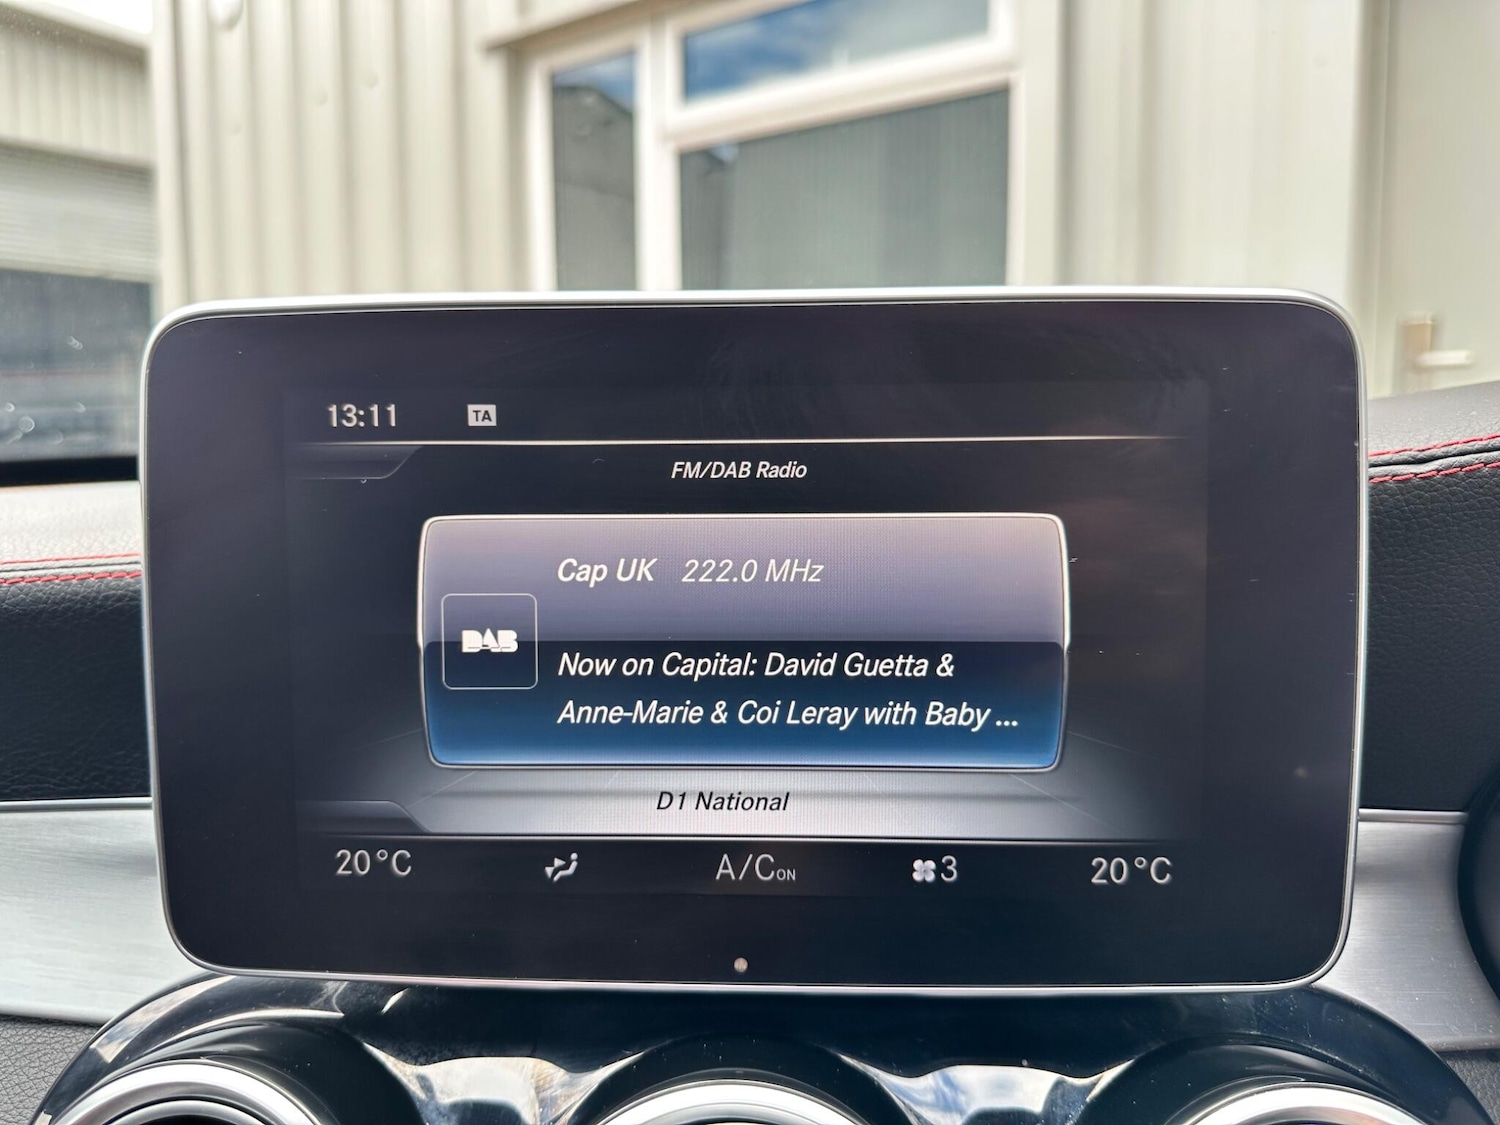 13:11 TA
FM/DAB Radio
Cap UK 222.0 MHz
DAB
Now on Capital: David Guetta &
Anne-Marie & Coi Leray with Baby ...
D1 National
20°C A/C ON 3 20°C